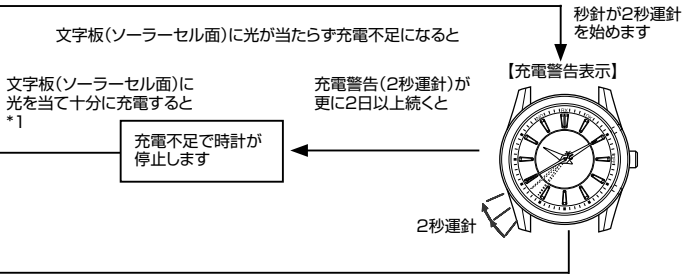 秒針が2秒運針
を始めます
文字板(ソーラーセル面)に光が当たらず充電不足になると
【充電警告表示】
文字板(ソーラーセル面)に
光を当て十分に充電すると
*1
充電警告(2秒運針)が
更に2日以上続くと
充電不足で時計が
停止します
2秒運針